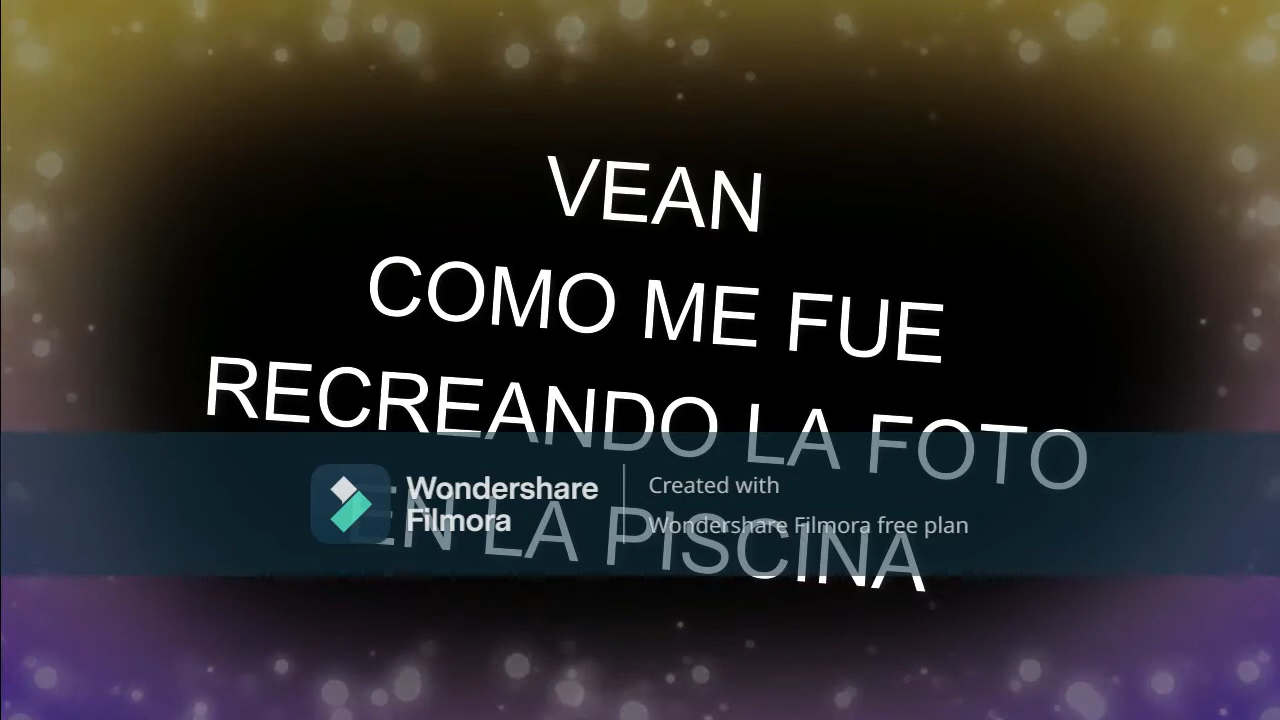 VEAN
COMO ME FUE
RECREANDO LA FOTO
EN LA PISCINA
Wondershare
Filmora
Created with
Wondershare Filmora free plan